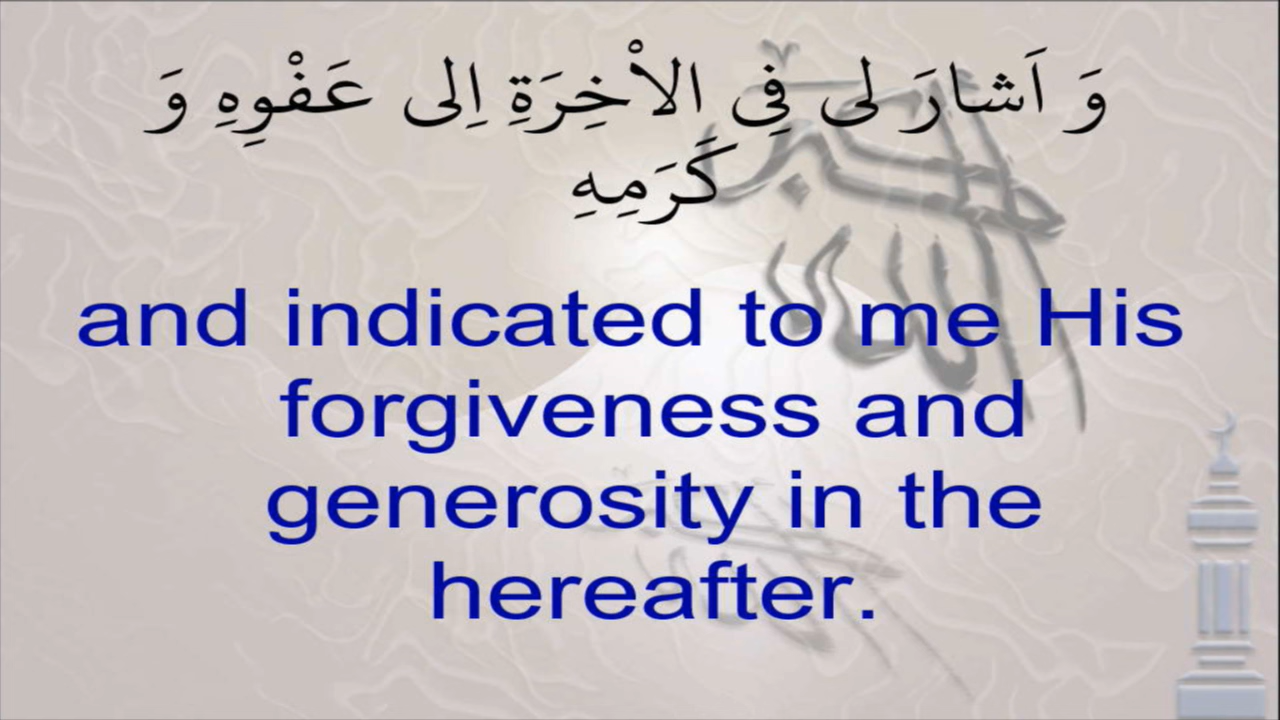 وَ اَشارَ لى فِى الاْخِرَةِ اِلى عَفْوِهِ وَ
كَرَمِهِ
and indicated to me His
forgiveness and
generosity in the
hereafter.